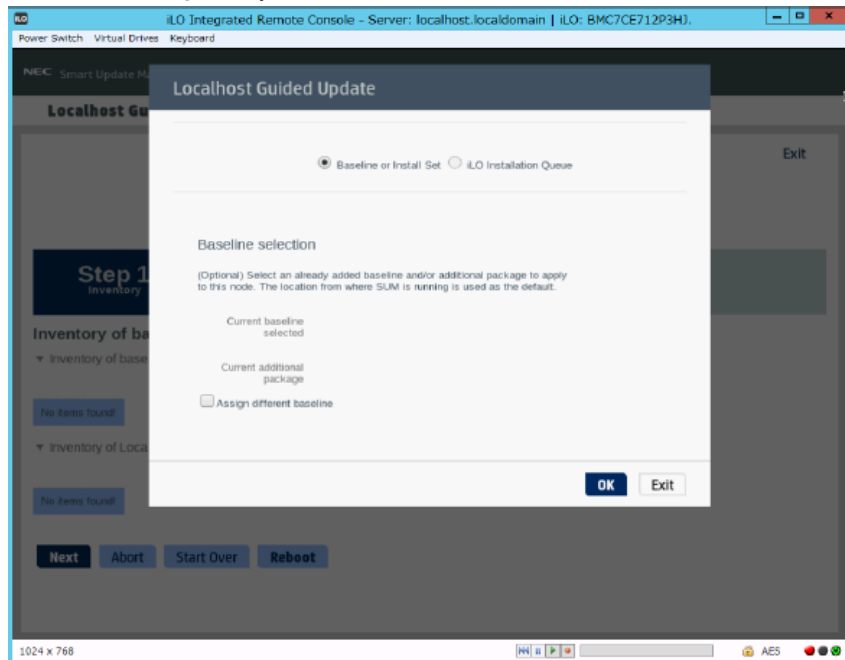 iLO
iLO Integrated Remote Console - Server: localhost.localdomain | iLO: BMC7CE712P3HJ.
Power Switch Virtual Drives Keyboard
NEC Smart Update Ma
Localhost Guided Update
Localhost Gu
Baseline or Install Set iLO Installation Queue
Exit
Baseline selection
(Optional) Select an already added baseline and/or additional package to apply
to this node. The location from where SUM is running is used as the default.
Step 1
Inventory
Current baseline
selected
Inventory of ba
Inventory of base
Current additional
package
Assign different baseline
No items found!
Inventory of Loca
OK Exit
No items found!
Next Abort Start Over Reboot
1024 x 768
AES